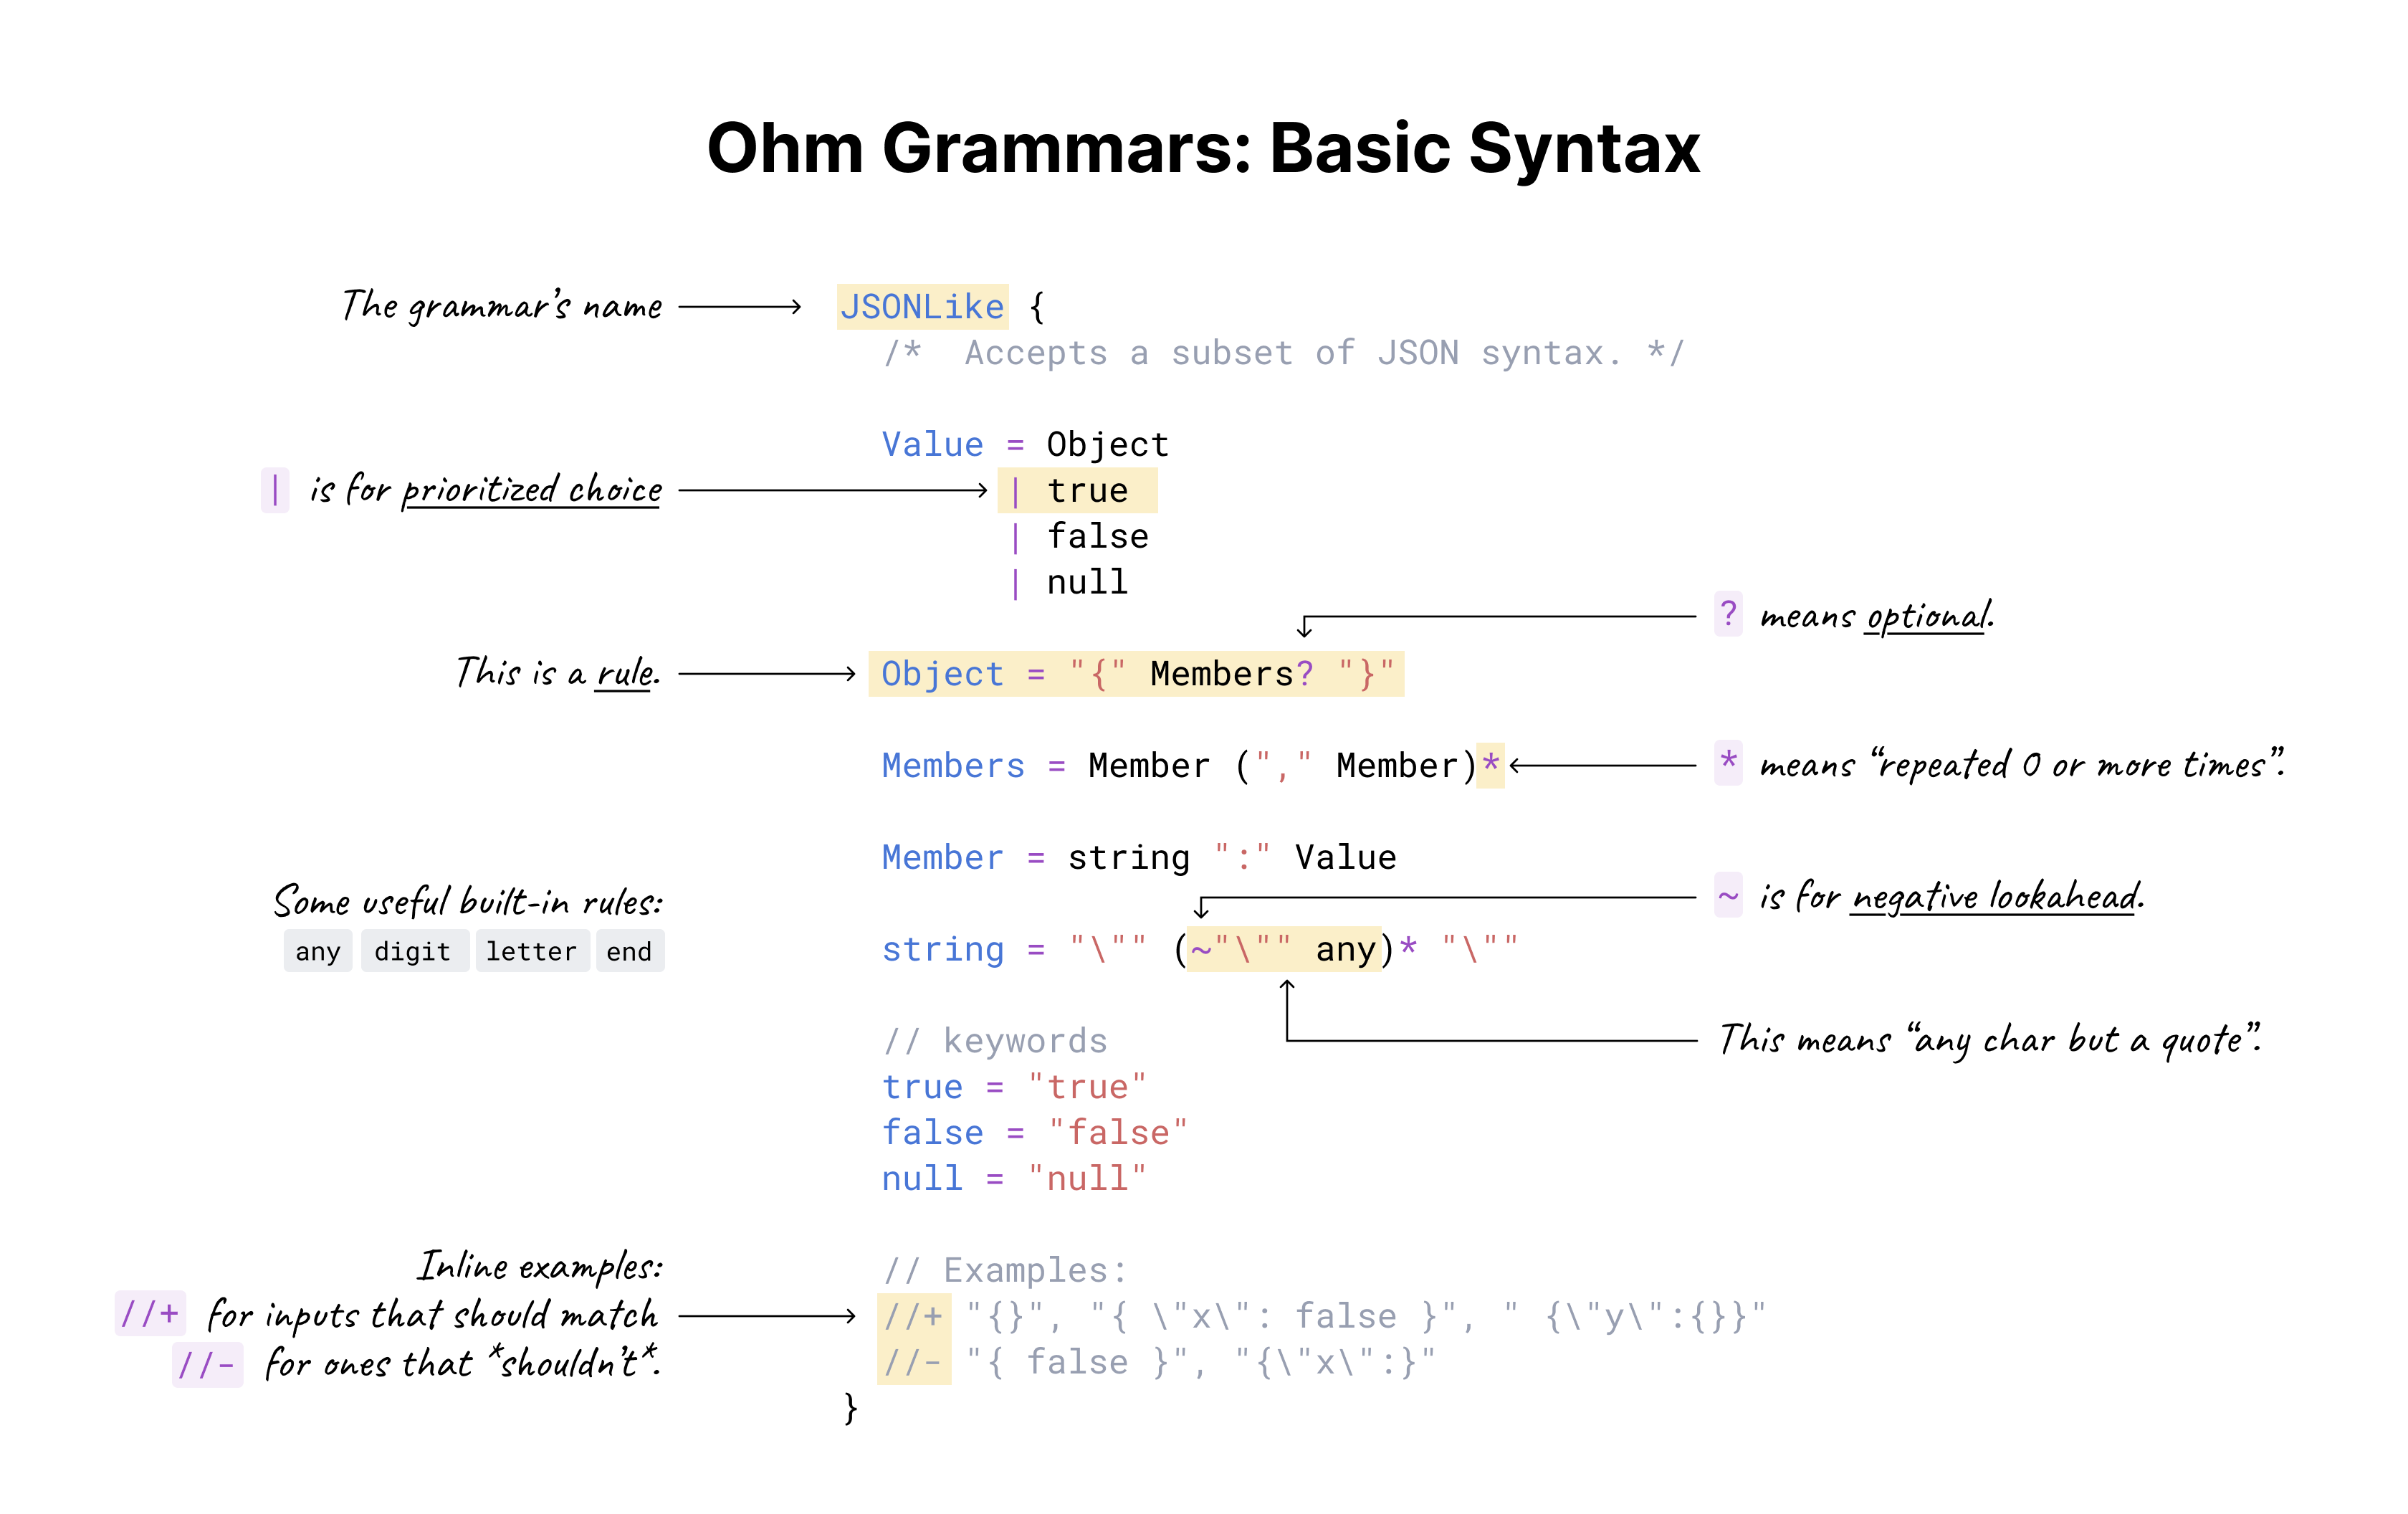 Ohm Grammars: Basic Syntax
The grammar's name
JSONLike {
/*  Accepts a subset of JSON syntax. */
Value = Object
| is for prioritized choice
| true
| false
| null
? means optional.
This is a rule.
Object = "{" Members? "}"
Members = Member ("," Member)*
* means “repeated 0 or more times”.
Member = string ":" Value
Some useful built-in rules:
any digit letter end
~ is for negative lookahead.
string = "\"" (~"\"" any)* "\""
This means “any char but a quote”.
// keywords
true = "true"
false = "false"
null = "null"
Inline examples:
//+ for inputs that should match
//- for ones that *shouldn't*.
// Examples:
//+ "{}", "{ \"x\": false }", " {\"y\":{}}"
//- "{ false }", "{\"x\":}"
}